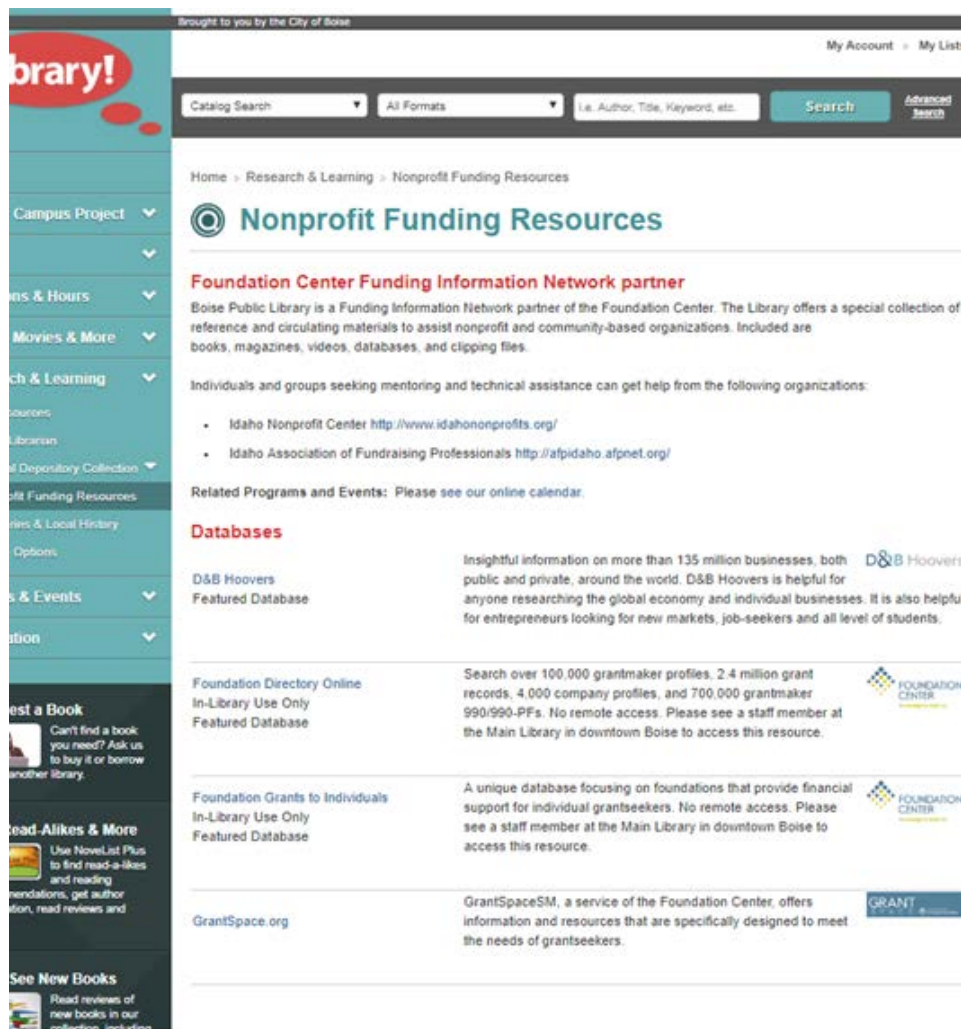 Brought to you by the City of Boise
My Account » My Lists
brary!
Catalog Search
All Formats
i.e. Author, Title, Keyword, etc.
Search
Advanced
Search
Home » Research & Learning » Nonprofit Funding Resources
Nonprofit Funding Resources
Campus Project
ns & Hours
Movies & More
ch & Learning
sources
Librarian
l Depository Collection
ofit Funding Resources
ries & Local History
Options
s & Events
ation
Foundation Center Funding Information Network partner
Boise Public Library is a Funding Information Network partner of the Foundation Center. The Library offers a special collection of
reference and circulating materials to assist nonprofit and community-based organizations. Included are
books, magazines, videos, databases, and clipping files.
Individuals and groups seeking mentoring and technical assistance can get help from the following organizations:
• Idaho Nonprofit Center http://www.idahononprofits.org/
• Idaho Association of Fundraising Professionals http://afpidaho.afpnet.org/
Related Programs and Events: Please see our online calendar.
Databases
D&B Hoovers
Featured Database
Insightful information on more than 135 million businesses, both
public and private, around the world. D&B Hoovers is helpful for
anyone researching the global economy and individual businesses. It is also helpfu
for entrepreneurs looking for new markets, job-seekers and all level of students.
D&B Hoovers
Foundation Directory Online
In-Library Use Only
Featured Database
Search over 100,000 grantmaker profiles, 2.4 million grant
records, 4,000 company profiles, and 700,000 grantmaker
990/990-PFs. No remote access. Please see a staff member at
the Main Library in downtown Boise to access this resource.
FOUNDATION
CENTER
Foundation Grants to Individuals
In-Library Use Only
Featured Database
A unique database focusing on foundations that provide financial
support for individual grantseekers. No remote access. Please
see a staff member at the Main Library in downtown Boise to
access this resource.
FOUNDATION
CENTER
GrantSpace.org
GrantSpaceSM, a service of the Foundation Center, offers
information and resources that are specifically designed to meet
the needs of grantseekers.
GRANT
est a Book
Can't find a book
you need? Ask us
to buy it or borrow
another library.
ead-Alikes & More
Use NoveList Plus
to find read-a-likes
and reading
mendations, get author
ation, read reviews and
See New Books
Read reviews of
new books in our
collection, including